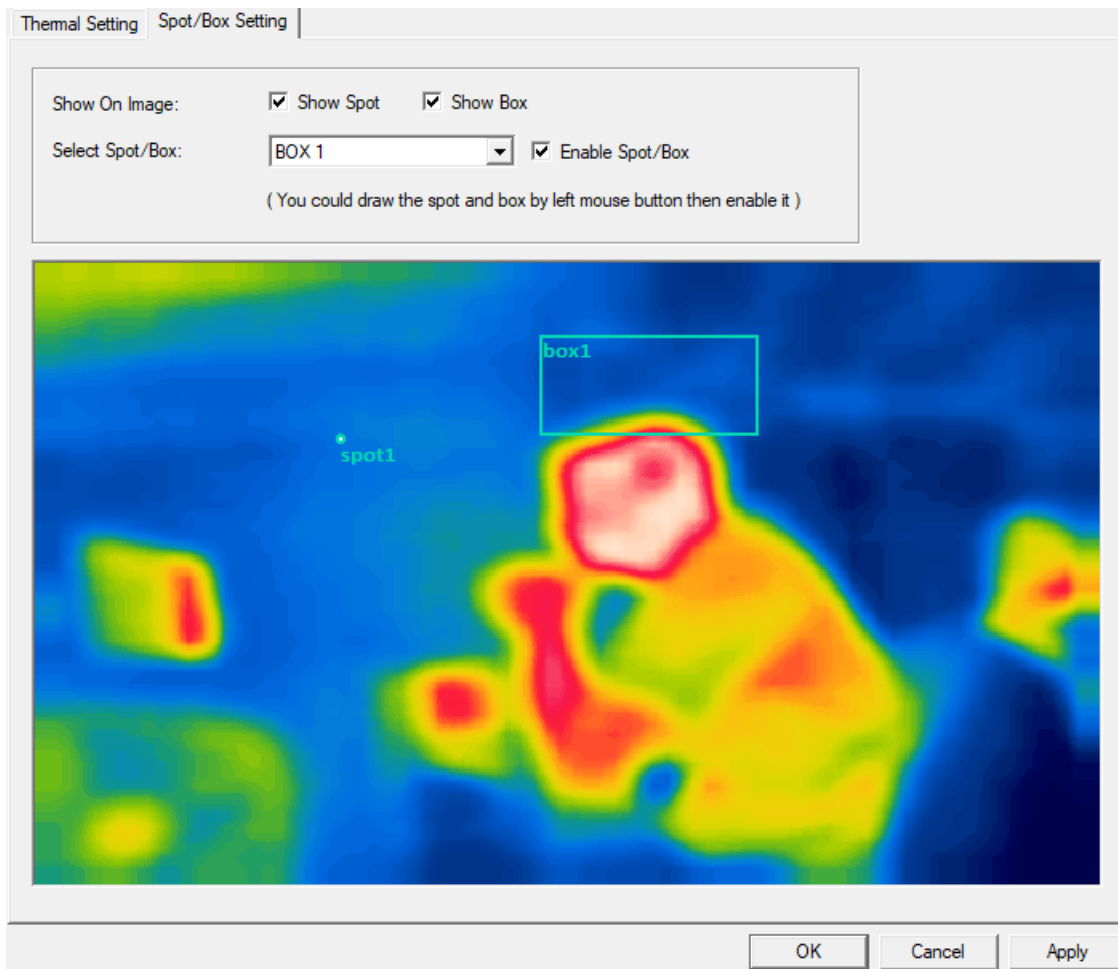 Thermal Setting Spot/Box Setting
Show On Image: Show Spot Show Box
Select Spot/Box: BOX 1 Enable Spot/Box
( You could draw the spot and box by left mouse button then enable it )
box1
spot1
OK Cancel Apply